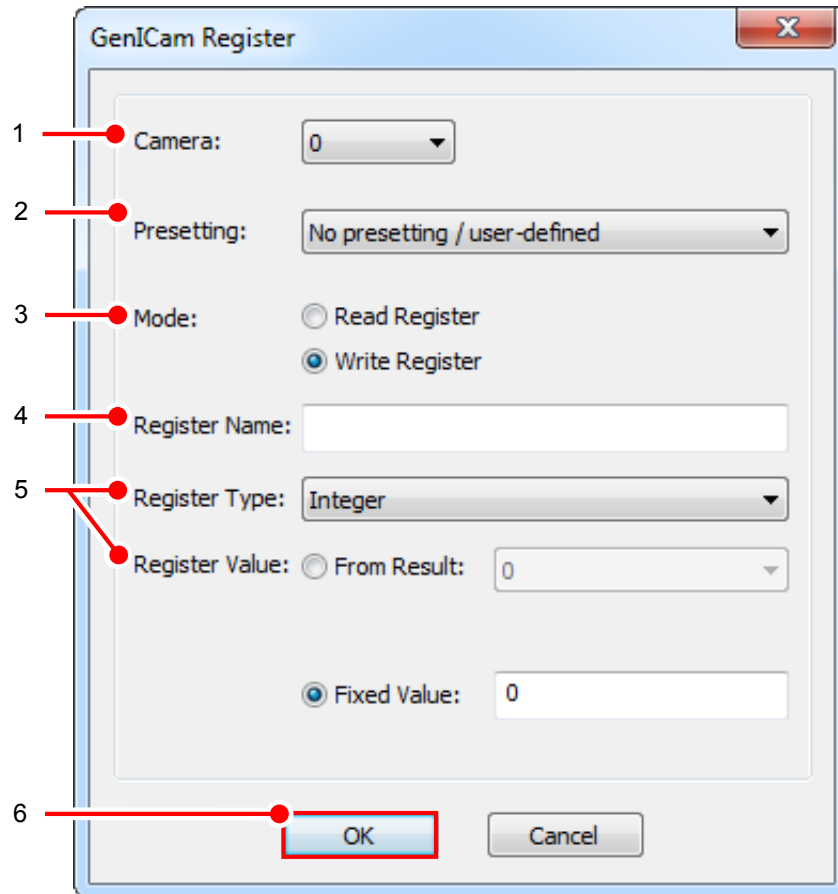 GenICam Register
X
1 Camera: 0
2 Presetting: No presetting / user-defined
3 Mode: Read Register
Write Register
4 Register Name:
5 Register Type: Integer
Register Value: From Result: 0
Fixed Value: 0
6 OK Cancel